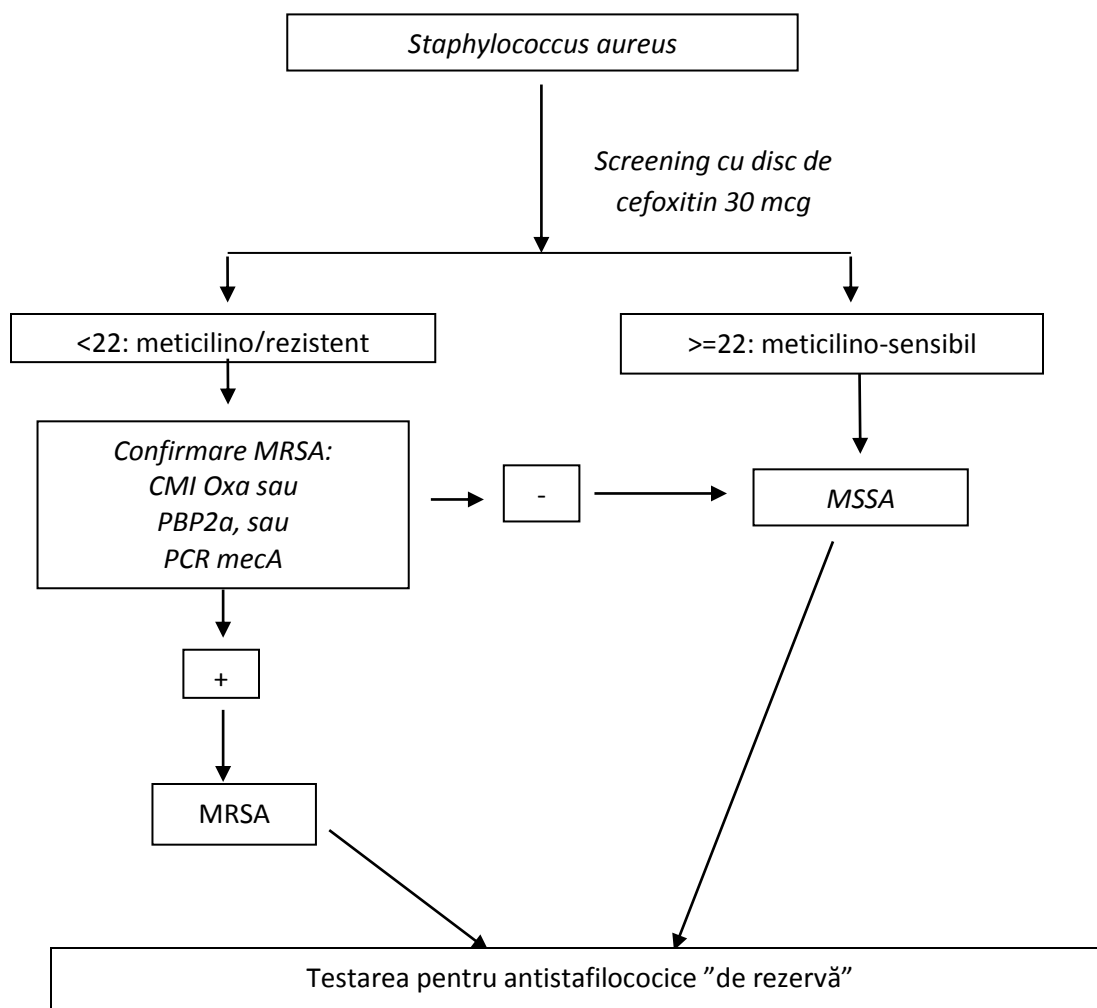 Staphylococcus aureus
Screening cu disc de
cefoxitin 30 mcg
<22: meticilino/rezistent
>=22: meticilino-sensibil
Confirmare MRSA:
CMI Oxa sau
PBP2a, sau
PCR mecA
-
MSSA
+
MRSA
Testarea pentru antistafilococice ”de rezervă”